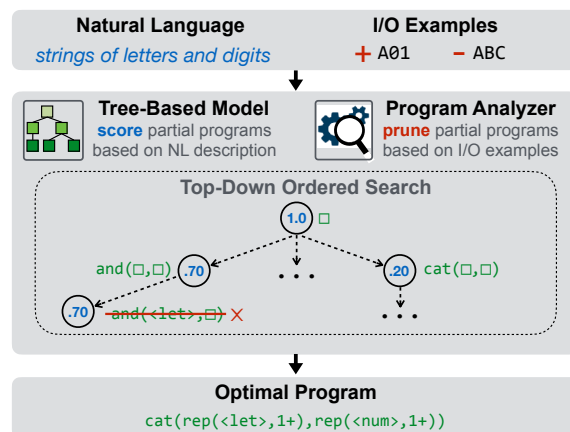 Natural Language
I/O Examples
strings of letters and digits
+ A01 - ABC
Tree-Based Model
score partial programs
based on NL description
Program Analyzer
prune partial programs
based on I/O examples
Top-Down Ordered Search
1.0 □
and(□,□) .70 ... .20 cat(□,□)
.70 and(<let>,□) X ...
Optimal Program
cat(rep(<let>,1+),rep(<num>,1+))